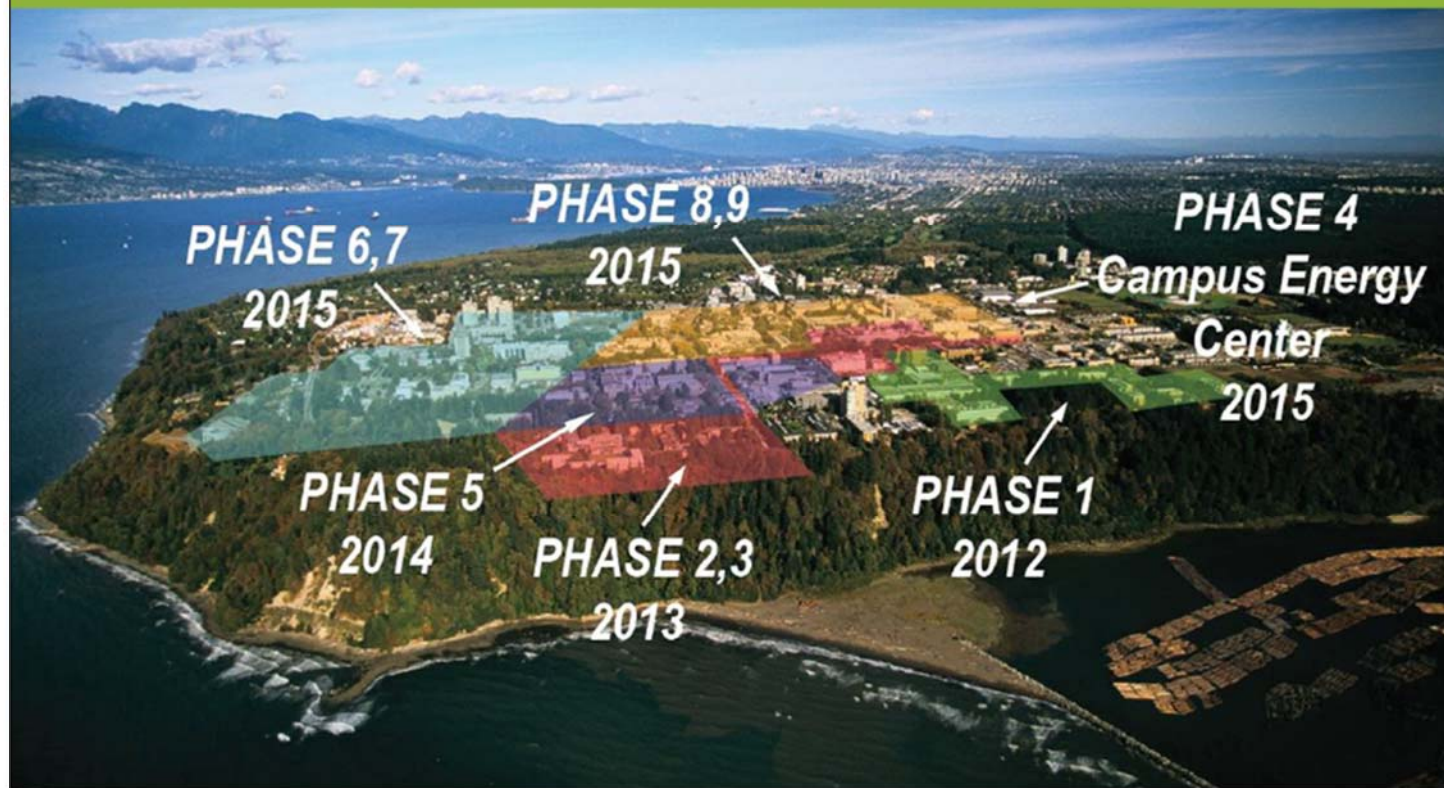 PHASE 8,9
2015
PHASE 6,7
2015
PHASE 4
Campus Energy
Center
2015
PHASE 5
2014
PHASE 2,3
2013
PHASE 1
2012